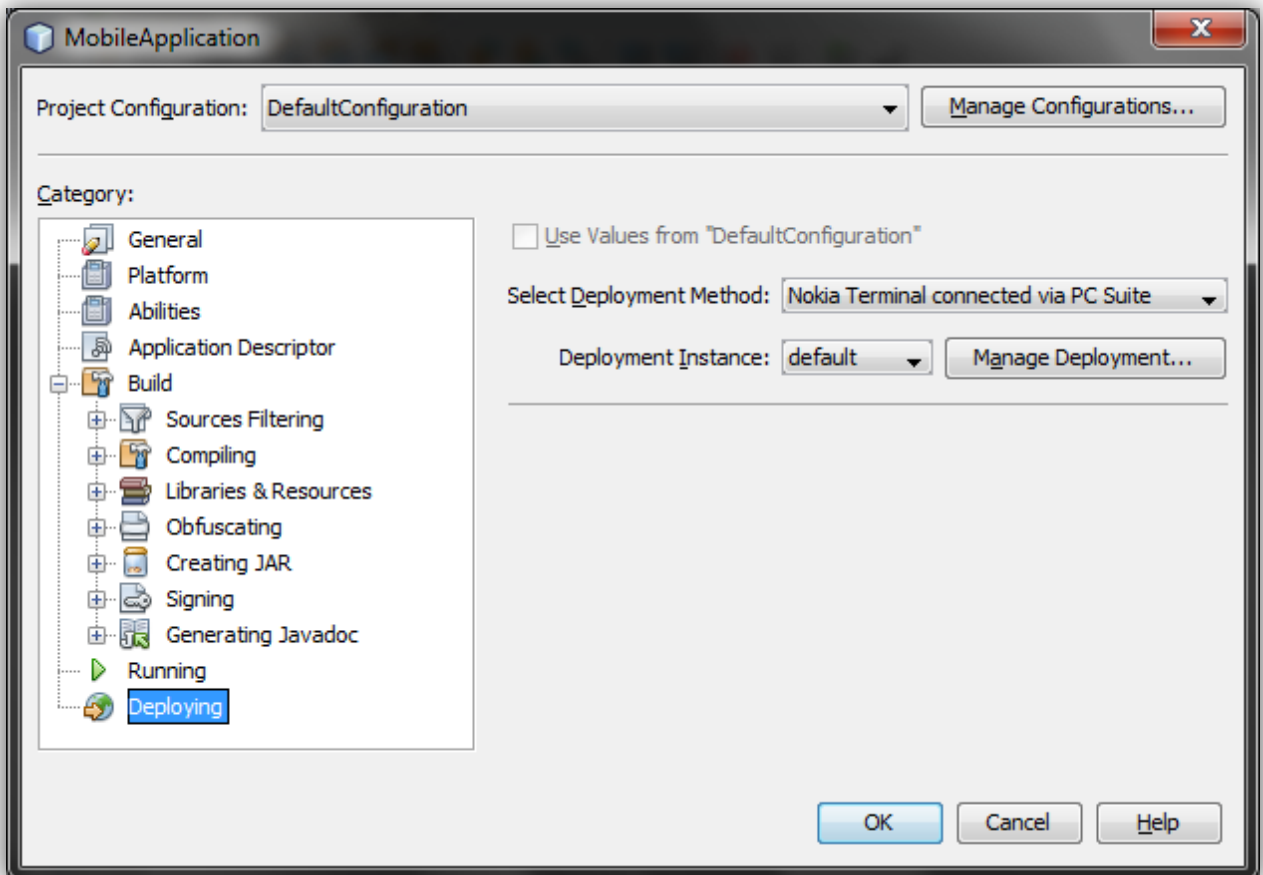 MobileApplication
Project Configuration: DefaultConfiguration Manage Configurations...
Category:
General
Platform
Abilities
Application Descriptor
Build
Sources Filtering
Compiling
Libraries & Resources
Obfuscating
Creating JAR
Signing
Generating Javadoc
Running
Deploying
Use Values from "DefaultConfiguration"
Select Deployment Method: Nokia Terminal connected via PC Suite
Deployment Instance: default Manage Deployment...
OK Cancel Help